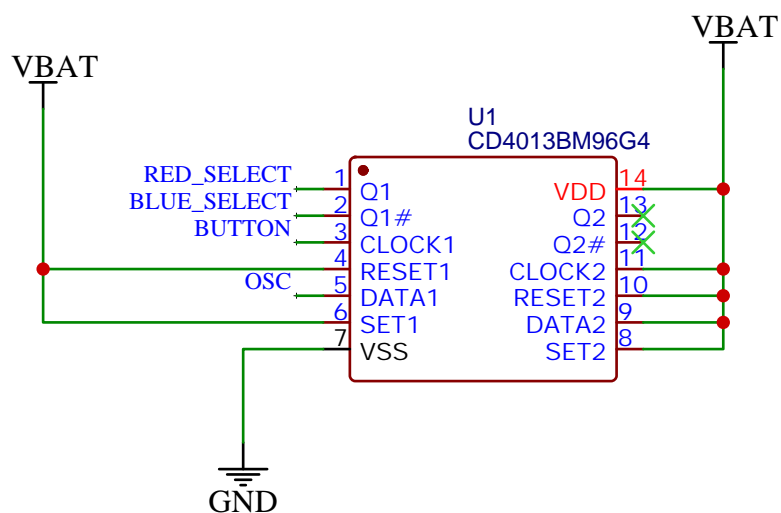 VBAT
VBAT
U1
CD4013BM96G4
RED_SELECT 1 Q1
BLUE_SELECT 2 Q1#
BUTTON 3 CLOCK1
4 RESET1
OSC 5 DATA1
6 SET1
7 VSS
VDD 14
Q2 13
Q2# 12
CLOCK2 11
RESET2 10
DATA2 9
SET2 8
GND